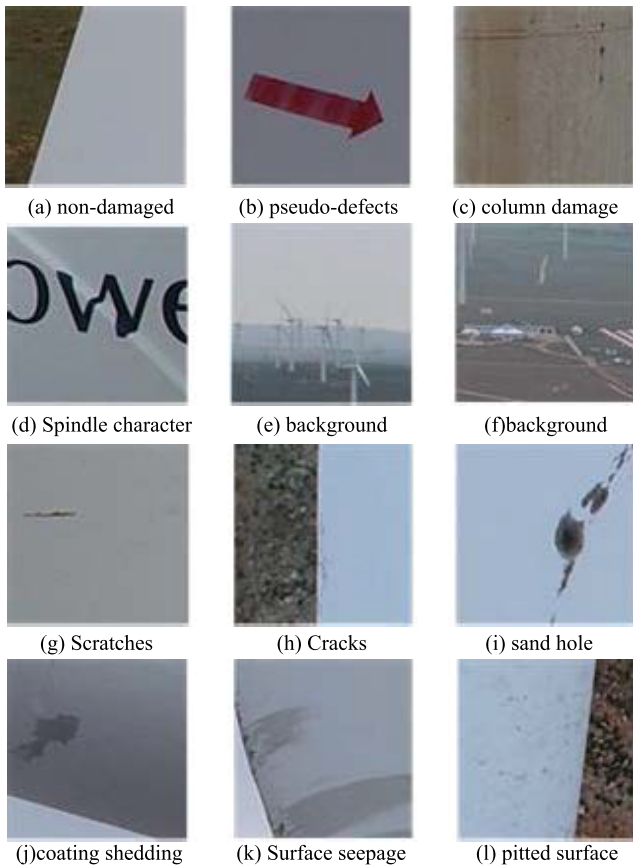 (a) non-damaged
(b) pseudo-defects
(c) column damage
owe
(d) Spindle character
(e) background
(f)background
(g) Scratches
(h) Cracks
(i) sand hole
(j)coating shedding
(k) Surface seepage
(l) pitted surface